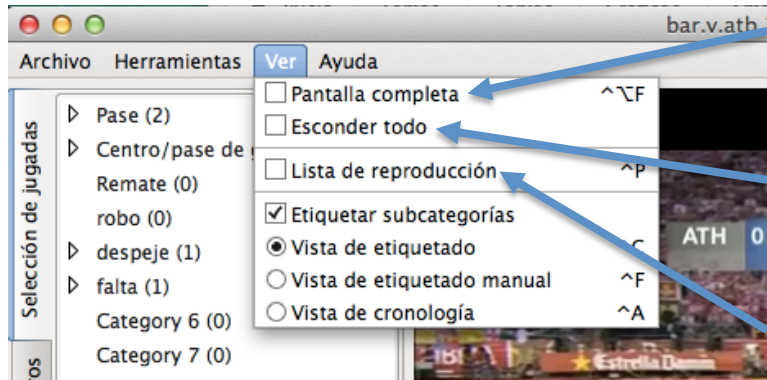 bar.v.atb
Archivo Herramientas Ver Ayuda
Pantalla completa ^⌥F
Esconder todo
Lista de reproducción ^P
Etiquetar subcategorías
Vista de etiquetado
Vista de etiquetado manual ^F
Vista de cronología ^A
Selección de jugadas
Pase (2)
Centro/pase de
Remate (0)
robo (0)
despeje (1)
falta (1)
Category 6 (0)
Category 7 (0)
ATH 0
Estrella Damm